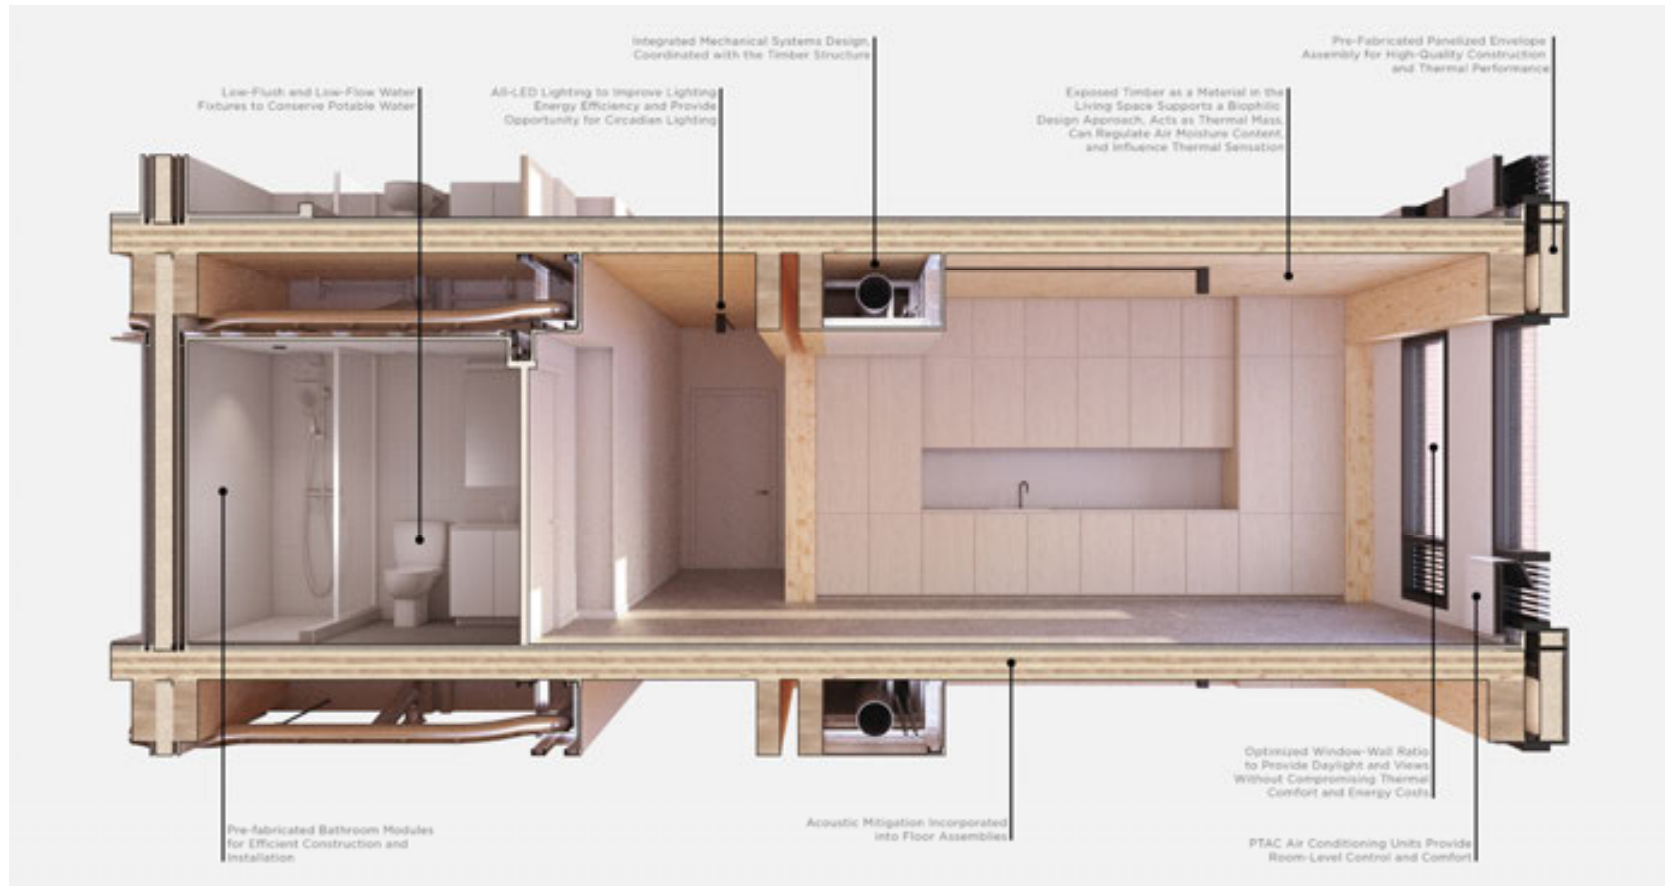 Integrated Mechanical Systems Design,
Coordinated with the Timber Structure
Pre-Fabricated Panelized Envelope
Assembly for High-Quality Construction
and Thermal Performance
Low-Flush and Low-Flow Water
Fixtures to Conserve Potable Water
All-LED Lighting to Improve Lighting
Energy Efficiency and Provide
Opportunity for Circadian Lighting
Exposed Timber as a Material in the
Living Space Supports a Biophilic
Design Approach, Acts as Thermal Mass,
Can Regulate Air Moisture Content,
and Influence Thermal Sensation
Optimized Window-Wall Ratio
to Provide Daylight and Views
Without Compromising Thermal
Comfort and Energy Costs
Pre-fabricated Bathroom Modules
for Efficient Construction and
Installation
Acoustic Mitigation Incorporated
into Floor Assemblies
PTAC Air Conditioning Units Provide
Room-Level Control and Comfort